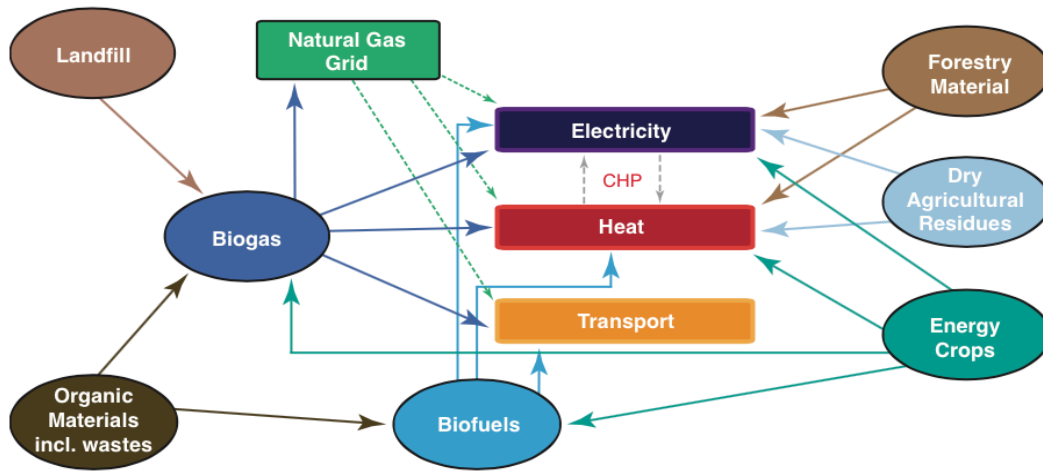 Landfill
Natural Gas
Grid
Forestry
Material
Electricity
CHP
Dry
Agricultural
Residues
Biogas
Heat
Transport
Energy
Crops
Organic
Materials
incl. wastes
Biofuels